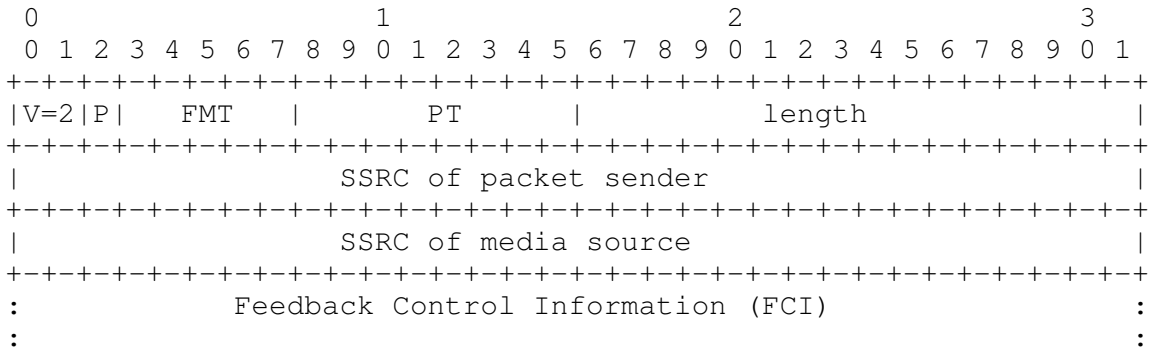 0                   1                   2                   3
 0 1 2 3 4 5 6 7 8 9 0 1 2 3 4 5 6 7 8 9 0 1 2 3 4 5 6 7 8 9 0 1
+-+-+-+-+-+-+-+-+-+-+-+-+-+-+-+-+-+-+-+-+-+-+-+-+-+-+-+-+-+-+-+-+
|V=2|P|   FMT   |       PT      |          length               |
+-+-+-+-+-+-+-+-+-+-+-+-+-+-+-+-+-+-+-+-+-+-+-+-+-+-+-+-+-+-+-+-+
|                  SSRC of packet sender                        |
+-+-+-+-+-+-+-+-+-+-+-+-+-+-+-+-+-+-+-+-+-+-+-+-+-+-+-+-+-+-+-+-+
|                  SSRC of media source                         |
+-+-+-+-+-+-+-+-+-+-+-+-+-+-+-+-+-+-+-+-+-+-+-+-+-+-+-+-+-+-+-+-+
:            Feedback Control Information (FCI)                 :
:                                                               :